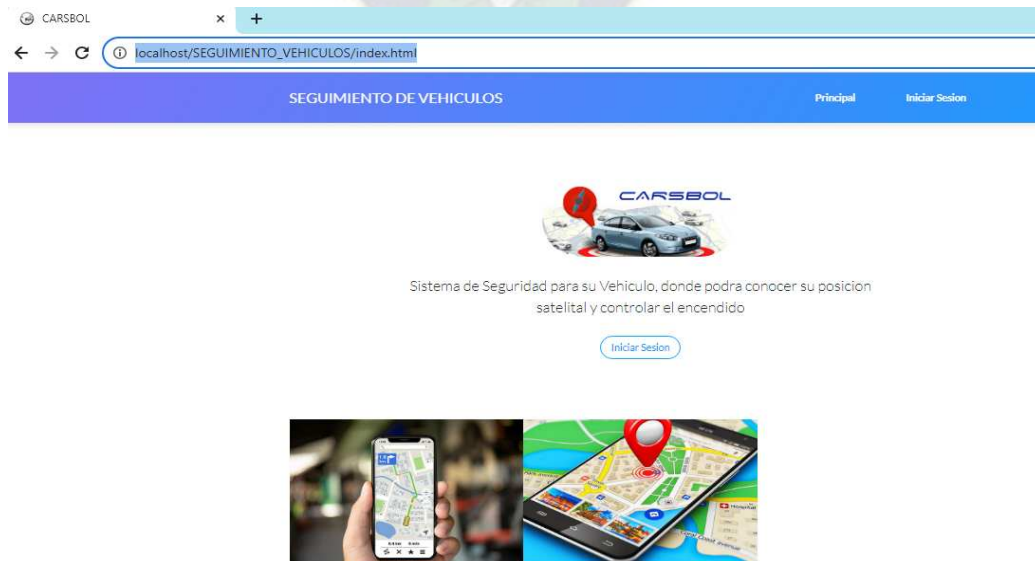 CARSBOL
localhost/SEGUIMIENTO_VEHICULOS/index.html
SEGUIMIENTO DE VEHICULOS
Principal
Iniciar Sesion
CARSBOL
Sistema de Seguridad para su Vehiculo, donde podra conocer su posicion
satelital y controlar el encendido
Iniciar Sesion
Hospital